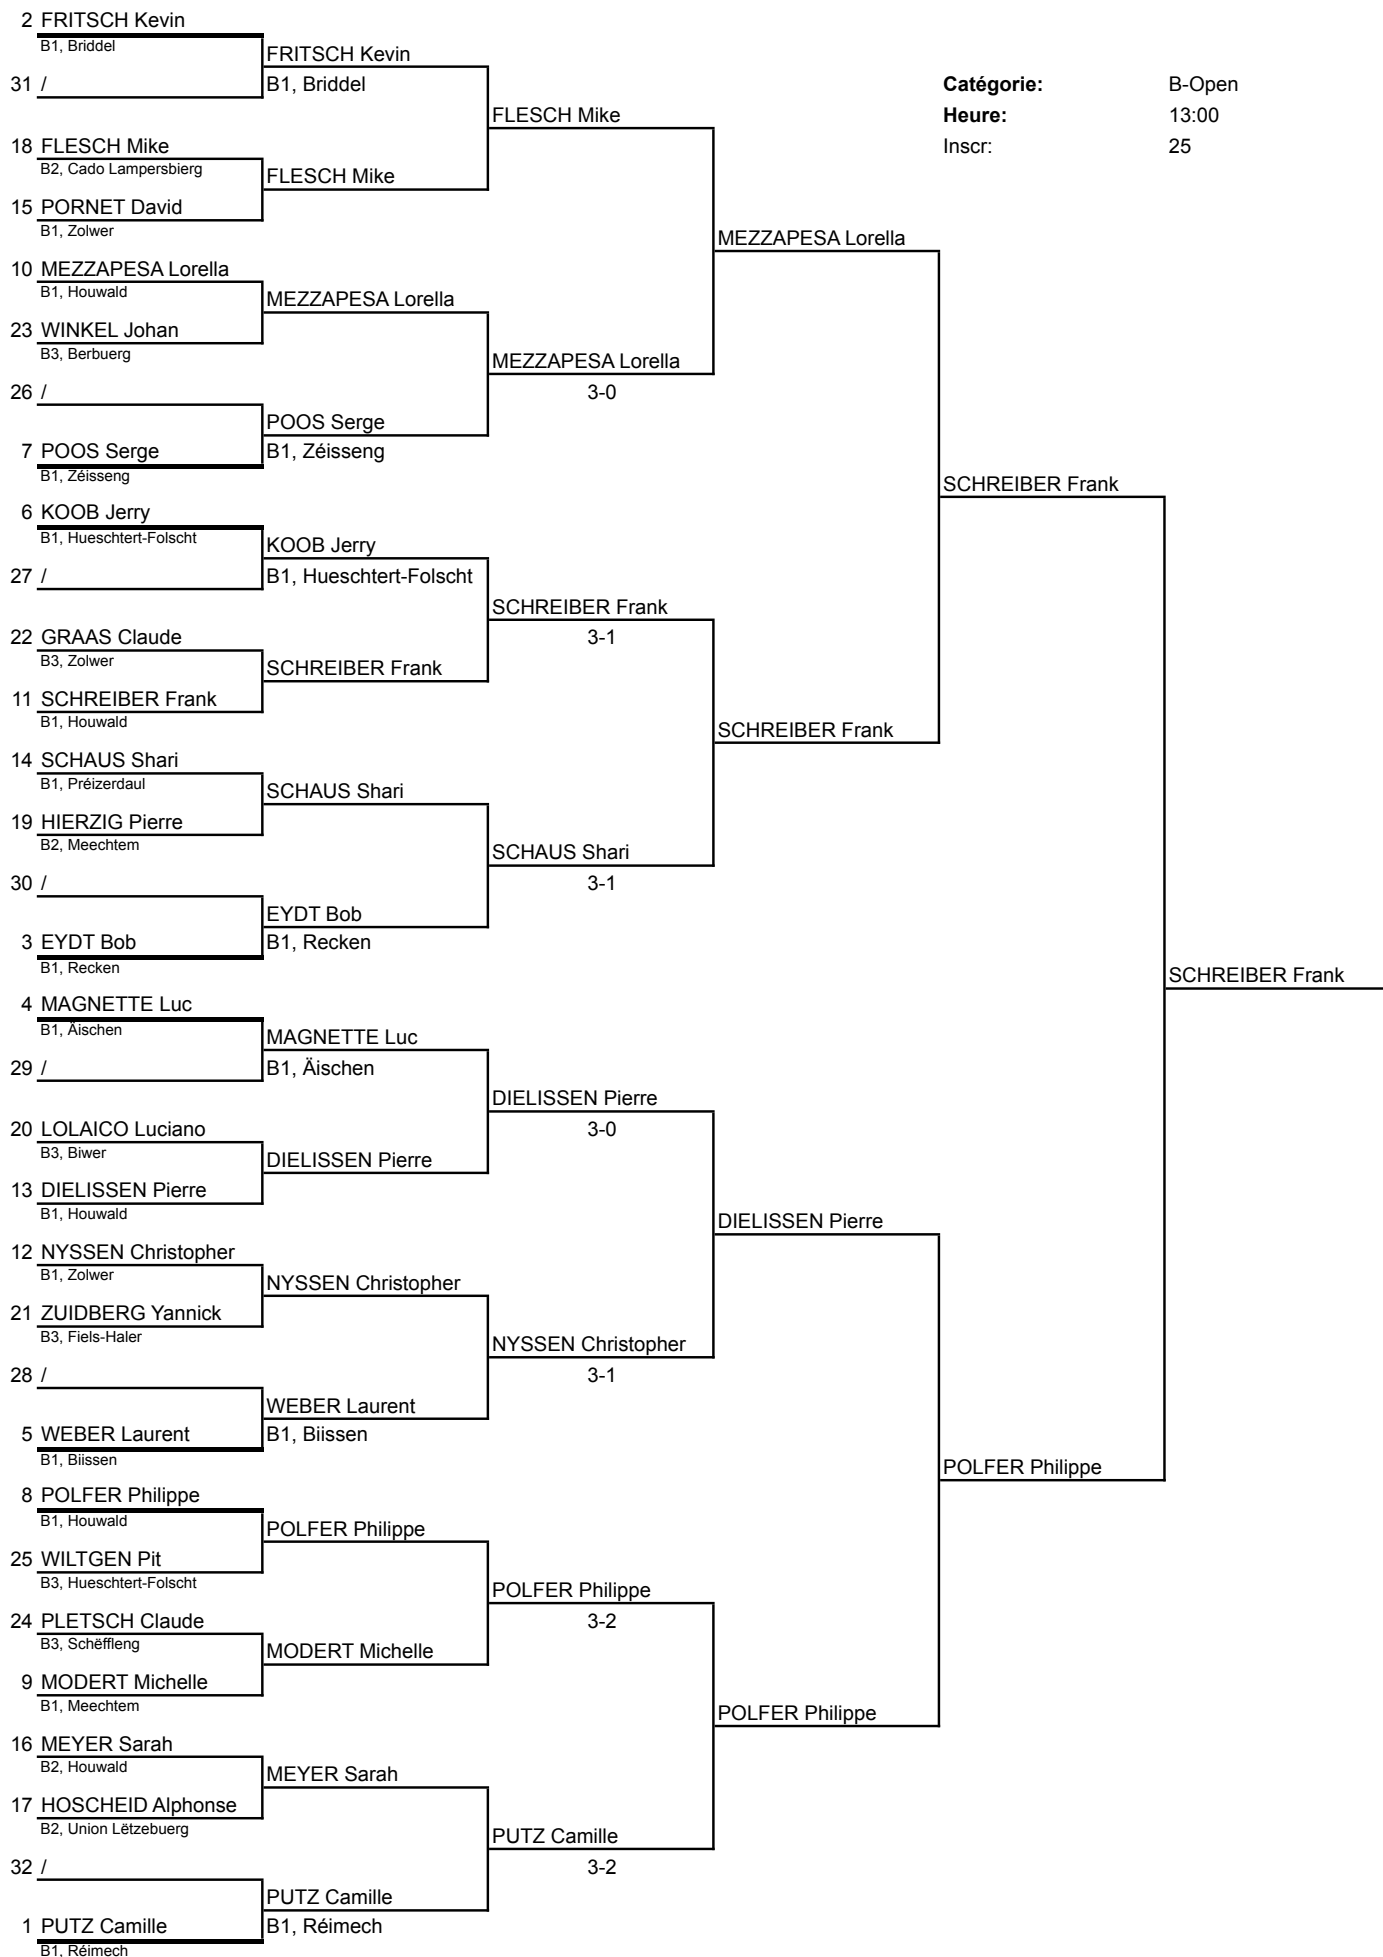 2 FRITSCH Kevin
B1, Briddel
FRITSCH Kevin
31 /
B1, Briddel
Catégorie: B-Open
FLESCH Mike
Heure: 13:00
18 FLESCH Mike
Inscr: 25
B2, Cado Lampersbierg
FLESCH Mike
15 PORNET David
B1, Zolwer
MEZZAPESA Lorella
10 MEZZAPESA Lorella
B1, Houwald
MEZZAPESA Lorella
23 WINKEL Johan
B3, Berbuerg
MEZZAPESA Lorella
26 /
3-0
POOS Serge
7 POOS Serge
B1, Zéisseng
B1, Zéisseng
SCHREIBER Frank
6 KOOB Jerry
B1, Hueschtert-Folscht
KOOB Jerry
27 /
B1, Hueschtert-Folscht
SCHREIBER Frank
22 GRAAS Claude
3-1
B3, Zolwer
SCHREIBER Frank
11 SCHREIBER Frank
B1, Houwald
SCHREIBER Frank
14 SCHAUS Shari
B1, Préizerdaul
SCHAUS Shari
19 HIERZIG Pierre
B2, Meechtem
SCHAUS Shari
30 /
3-1
EYDT Bob
3 EYDT Bob
B1, Recken
B1, Recken
SCHREIBER Frank
4 MAGNETTE Luc
B1, Äischen
MAGNETTE Luc
29 /
B1, Äischen
DIELISSEN Pierre
20 LOLAICO Luciano
3-0
B3, Biwer
DIELISSEN Pierre
13 DIELISSEN Pierre
B1, Houwald
DIELISSEN Pierre
12 NYSSEN Christopher
B1, Zolwer
NYSSEN Christopher
21 ZUIDBERG Yannick
B3, Fiels-Haler
NYSSEN Christopher
28 /
3-1
WEBER Laurent
5 WEBER Laurent
B1, Biissen
B1, Biissen
POLFER Philippe
8 POLFER Philippe
B1, Houwald
POLFER Philippe
25 WILTGEN Pit
B3, Hueschtert-Folscht
POLFER Philippe
24 PLETSCH Claude
3-2
B3, Schëffleng
MODERT Michelle
9 MODERT Michelle
B1, Meechtem
POLFER Philippe
16 MEYER Sarah
B2, Houwald
MEYER Sarah
17 HOSCHEID Alphonse
B2, Union Lëtzebuerg
PUTZ Camille
32 /
3-2
PUTZ Camille
1 PUTZ Camille
B1, Réimech
B1, Réimech